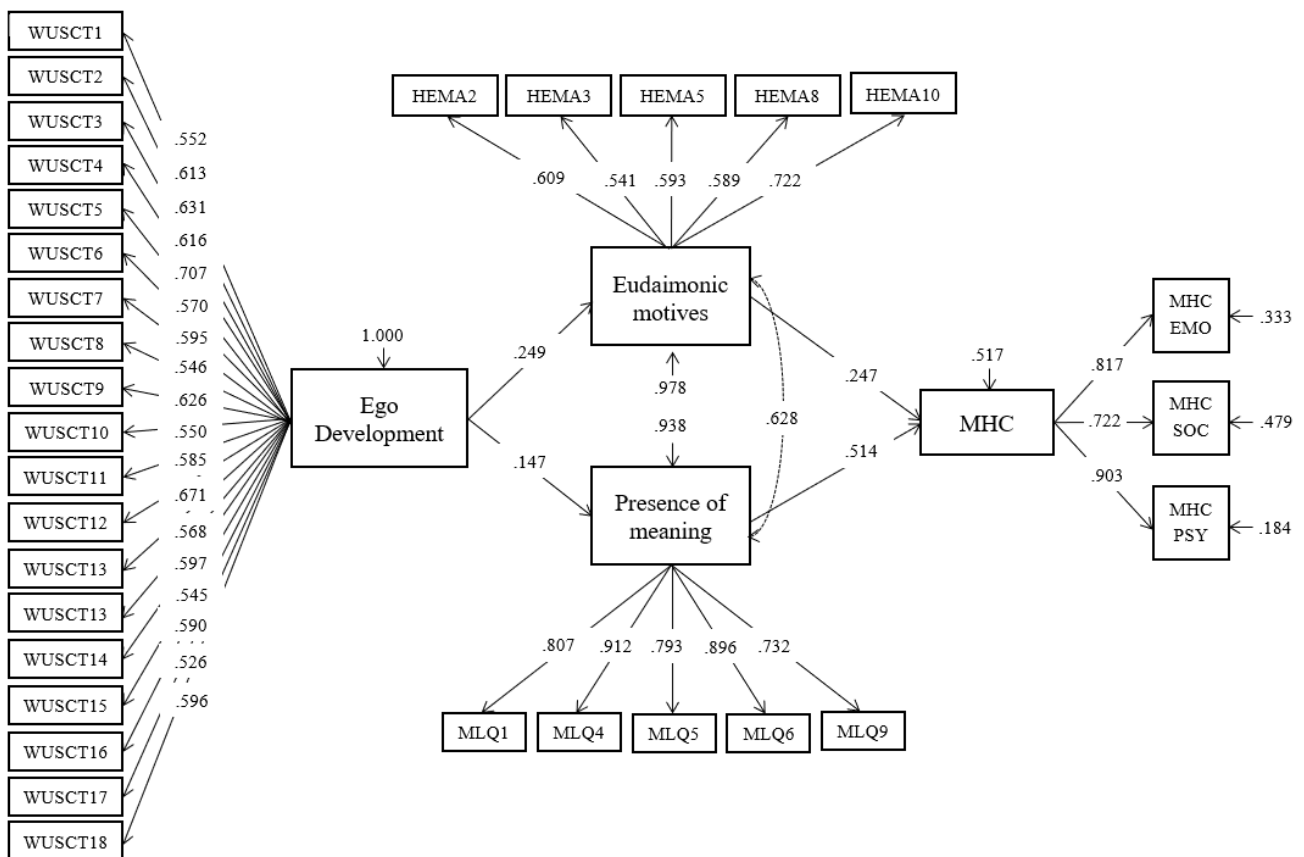 WUSCT1
WUSCT2
WUSCT3
WUSCT4
WUSCT5
WUSCT6
WUSCT7
WUSCT8
WUSCT9
WUSCT10
WUSCT11
WUSCT12
WUSCT13
WUSCT13
WUSCT14
WUSCT15
WUSCT16
WUSCT17
WUSCT18
.552
.613
.631
.616
.707
.570
.595
.546
.626
.550
.585
.671
.568
.597
.545
.590
.526
.596
1.000
Ego
Development
.249
.147
HEMA2
HEMA3
HEMA5
HEMA8
HEMA10
.609
.541
.593
.589
.722
Eudaimonic
motives
.978
.938
.628
Presence of
meaning
.807
.912
.793
.896
.732
MLQ1
MLQ4
MLQ5
MLQ6
MLQ9
.247
.514
.517
MHC
.817
.722
.903
MHC
EMO
.333
MHC
SOC
.479
MHC
PSY
.184